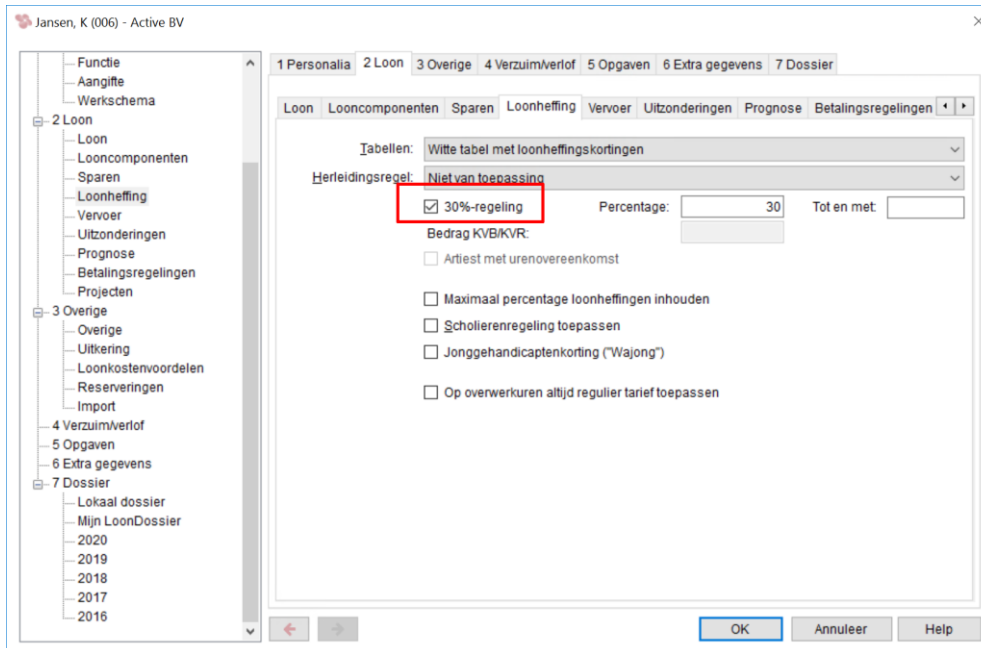 Jansen, K (006) - Active BV
Functie
Aangifte
Werkschema
2 Loon
Loon
Looncomponenten
Sparen
Loonheffing
Vervoer
Uitzonderingen
Prognose
Betalingsregelingen
Projecten
3 Overige
Overige
Uitkering
Loonkostenvoordelen
Reserveringen
Import
4 Verzuim/verlof
5 Opgaven
6 Extra gegevens
7 Dossier
Lokaal dossier
Mijn LoonDossier
2020
2019
2018
2017
2016
1 Personalia 2 Loon 3 Overige 4 Verzuim/verlof 5 Opgaven 6 Extra gegevens 7 Dossier
Loon Looncomponenten Sparen Loonheffing Vervoer Uitzonderingen Prognose Betalingsregelingen
Tabellen: Witte tabel met loonheffingskortingen
Herleidingsregel: Niet van toepassing
30%-regeling Percentage: 30 Tot en met:
Bedrag KVB/KVR:
Artiest met urenovereenkomst
Maximaal percentage loonheffingen inhouden
Scholierenregeling toepassen
Jonggehandicaptenkorting ("Wajong")
Op overwerkuren altijd regulier tarief toepassen
OK Annuleer Help